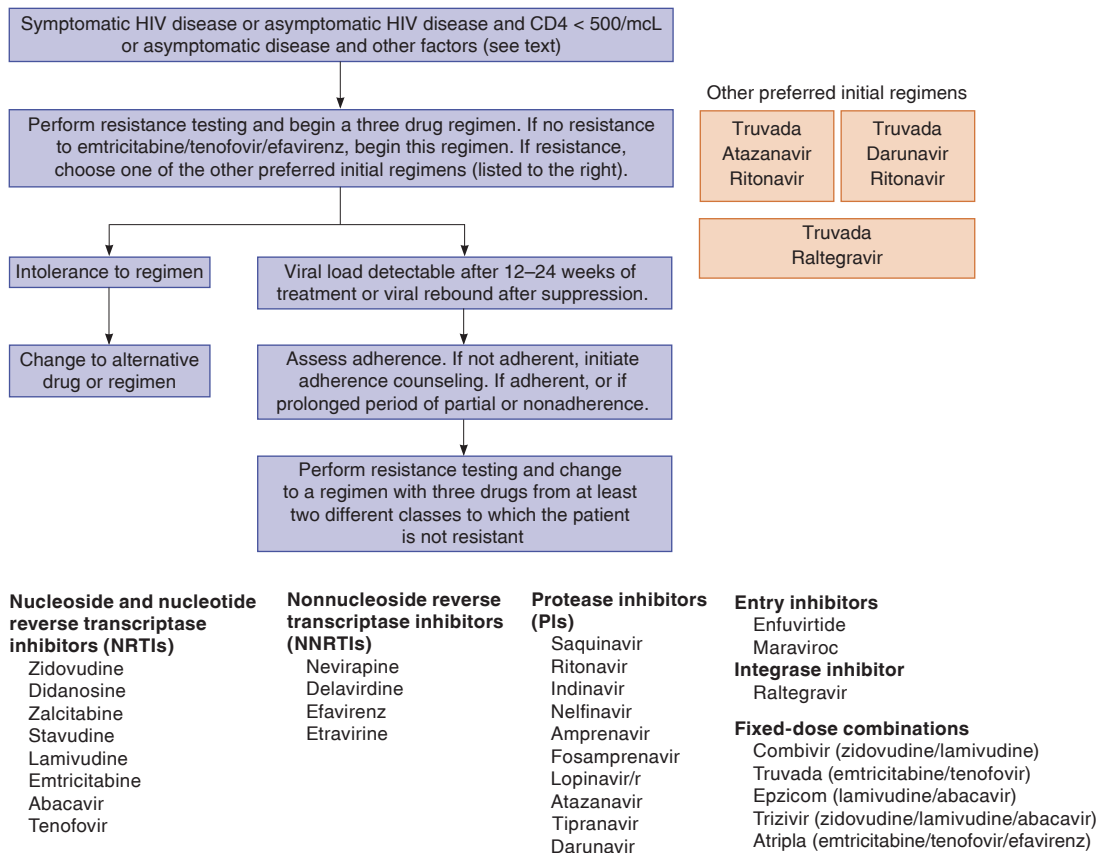 Symptomatic HIV disease or asymptomatic HIV disease and CD4 < 500/mcL
or asymptomatic disease and other factors (see text)
Perform resistance testing and begin a three drug regimen. If no resistance
to emtricitabine/tenofovir/efavirenz, begin this regimen. If resistance,
choose one of the other preferred initial regimens (listed to the right).
Other preferred initial regimens
Truvada
Atazanavir
Ritonavir
Truvada
Darunavir
Ritonavir
Truvada
Raltegravir
Intolerance to regimen
Change to alternative
drug or regimen
Viral load detectable after 12–24 weeks of
treatment or viral rebound after suppression.
Assess adherence. If not adherent, initiate
adherence counseling. If adherent, or if
prolonged period of partial or nonadherence.
Perform resistance testing and change
to a regimen with three drugs from at least
two different classes to which the patient
is not resistant
Nucleoside and nucleotide
reverse transcriptase
inhibitors (NRTIs)
Zidovudine
Didanosine
Zalcitabine
Stavudine
Lamivudine
Emtricitabine
Abacavir
Tenofovir
Nonnucleoside reverse
transcriptase inhibitors
(NNRTIs)
Nevirapine
Delavirdine
Efavirenz
Etravirine
Protease inhibitors
(PIs)
Saquinavir
Ritonavir
Indinavir
Nelfinavir
Amprenavir
Fosamprenavir
Lopinavir/r
Atazanavir
Tipranavir
Darunavir
Entry inhibitors
Enfuvirtide
Maraviroc
Integrase inhibitor
Raltegravir
Fixed-dose combinations
Combivir (zidovudine/lamivudine)
Truvada (emtricitabine/tenofovir)
Epzicom (lamivudine/abacavir)
Trizivir (zidovudine/lamivudine/abacavir)
Atripla (emtricitabine/tenofovir/efavirenz)